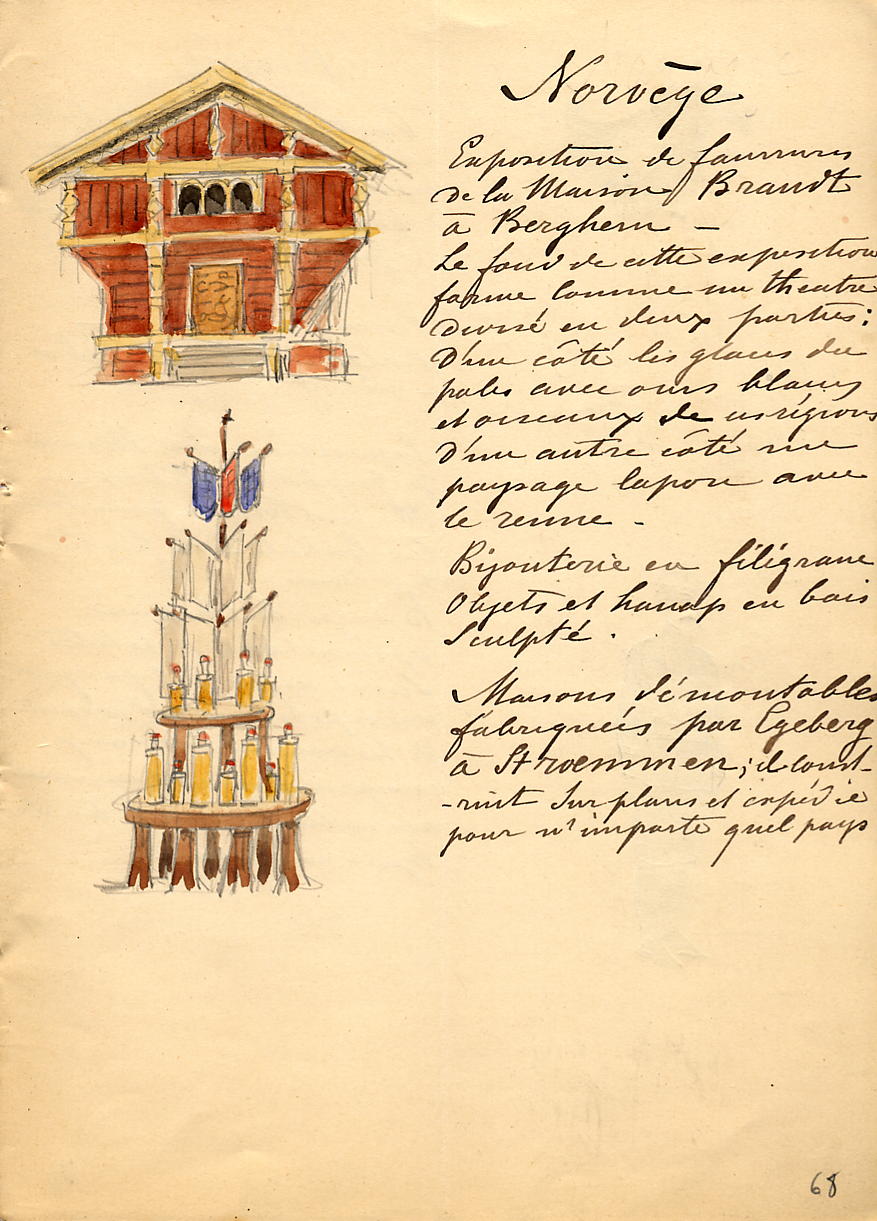 Norvège
Exposition de fourrures
de la Maison Brandt
à Berghem –
Le fond de cette exposition
forme comme un theatre
divisé en deux parties :
D'un côté les glaces du
pole avec ours blancs
et oiseaux de ces régions
D'un autre côté un
paysage lapon avec
le renne –
Bijouterie en filigrane
Objets et hanap en bois
Sculpté .
Maisons démontables
fabriquées par Egeberg
à Stroemmen ; il const-
-ruit sur plans et expédie
pour n'importe quel pays
68